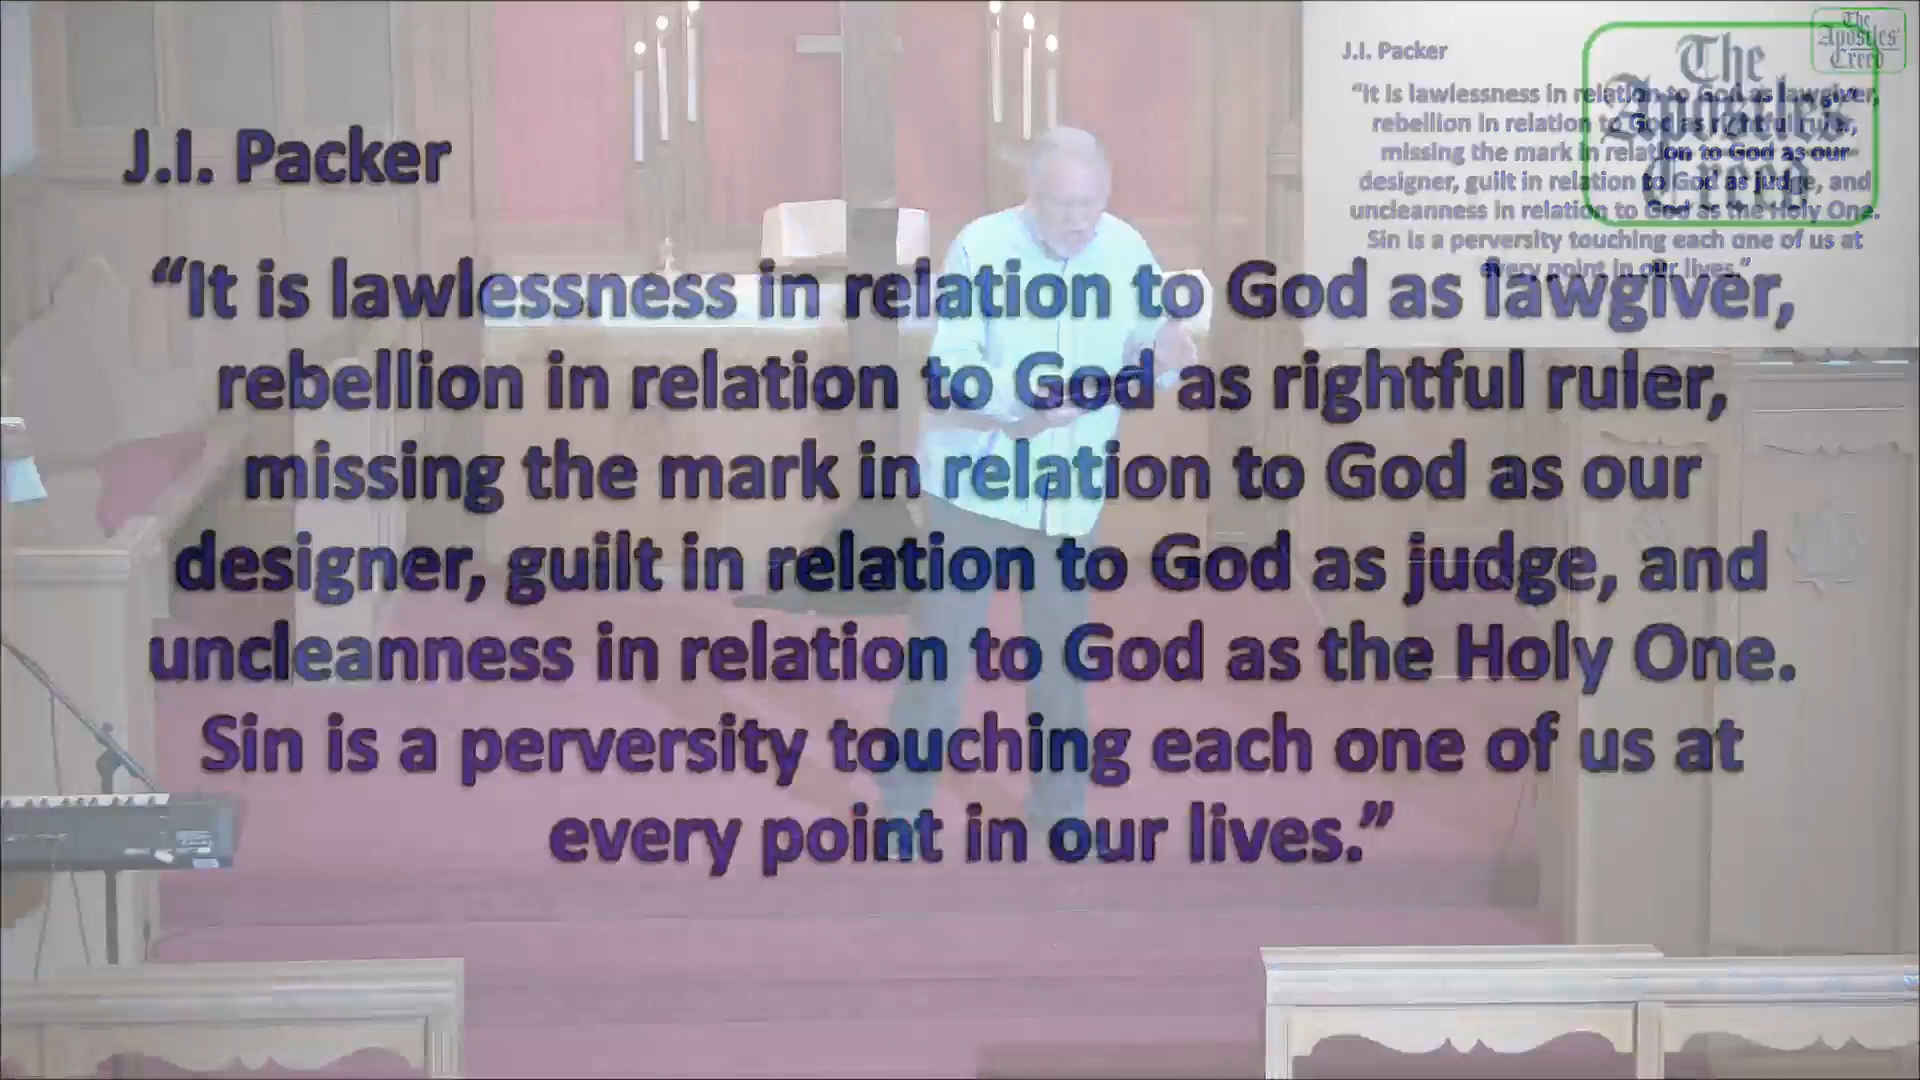 J.I. Packer
“It is lawlessness in relation to God as lawgiver,
rebellion in relation to God as rightful ruler,
missing the mark in relation to God as our
designer, guilt in relation to God as judge, and
uncleanness in relation to God as the Holy One.
Sin is a perversity touching each one of us at
every point in our lives.”
J.I. Packer
“It is lawlessness in relation to God as lawgiver,
rebellion in relation to God as rightful ruler,
missing the mark in relation to God as our
designer, guilt in relation to God as judge, and
uncleanness in relation to God as the Holy One.
Sin is a perversity touching each one of us at
every point in our lives.”
The
Apostles'
Creed
The
Apostles'
Creed